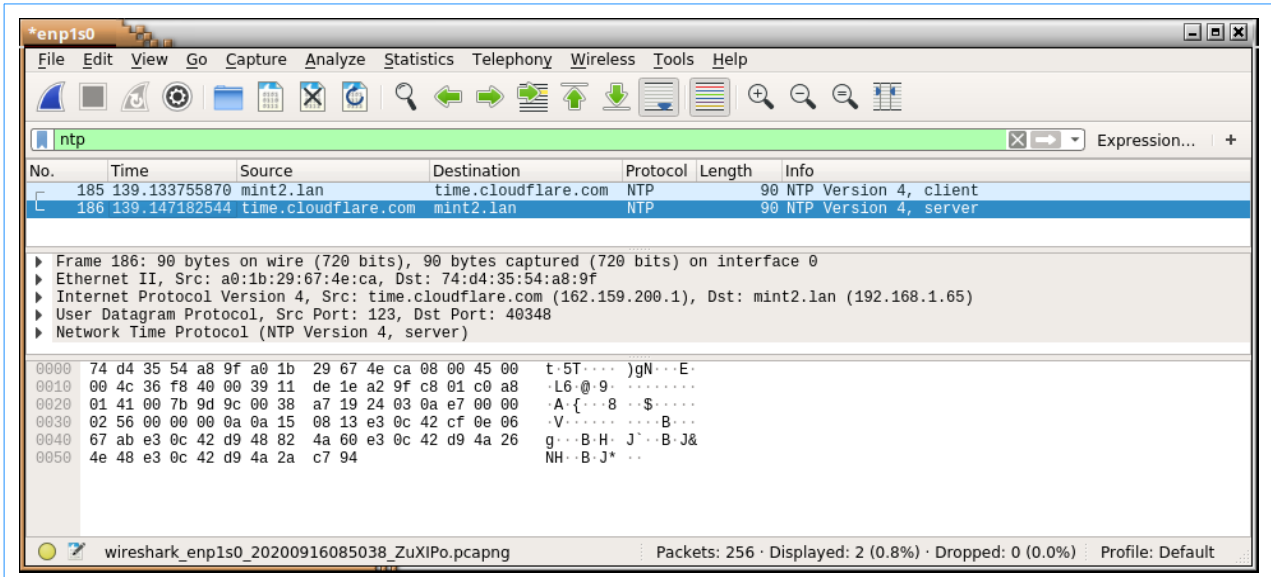 *enp1s0
File Edit View Go Capture Analyze Statistics Telephony Wireless Tools Help
ntp Expression... +
No. Time Source Destination Protocol Length Info
185 139.133755870 mint2.lan time.cloudflare.com NTP 90 NTP Version 4, client
186 139.147182544 time.cloudflare.com mint2.lan NTP 90 NTP Version 4, server
Frame 186: 90 bytes on wire (720 bits), 90 bytes captured (720 bits) on interface 0
Ethernet II, Src: a0:1b:29:67:4e:ca, Dst: 74:d4:35:54:a8:9f
Internet Protocol Version 4, Src: time.cloudflare.com (162.159.200.1), Dst: mint2.lan (192.168.1.65)
User Datagram Protocol, Src Port: 123, Dst Port: 40348
Network Time Protocol (NTP Version 4, server)
0000 74 d4 35 54 a8 9f a0 1b 29 67 4e ca 08 00 45 00 t·5T···· )gN···E·
0010 00 4c 36 f8 40 00 39 11 de 1e a2 9f c8 01 c0 a8 ·L6·@·9· ········
0020 01 41 00 7b 9d 9c 00 38 a7 19 24 03 0a e7 00 00 ·A·{···8 ··$·····
0030 02 56 00 00 00 0a 0a 15 08 13 e3 0c 42 cf 0e 06 ·V······ ····B···
0040 67 ab e3 0c 42 d9 48 82 4a 60 e3 0c 42 d9 4a 26 g···B·H· J`··B·J&
0050 4e 48 e3 0c 42 d9 4a 2a c7 94 NH··B·J* ··
wireshark_enp1s0_20200916085038_ZuXIPo.pcapng Packets: 256 · Displayed: 2 (0.8%) · Dropped: 0 (0.0%) Profile: Default